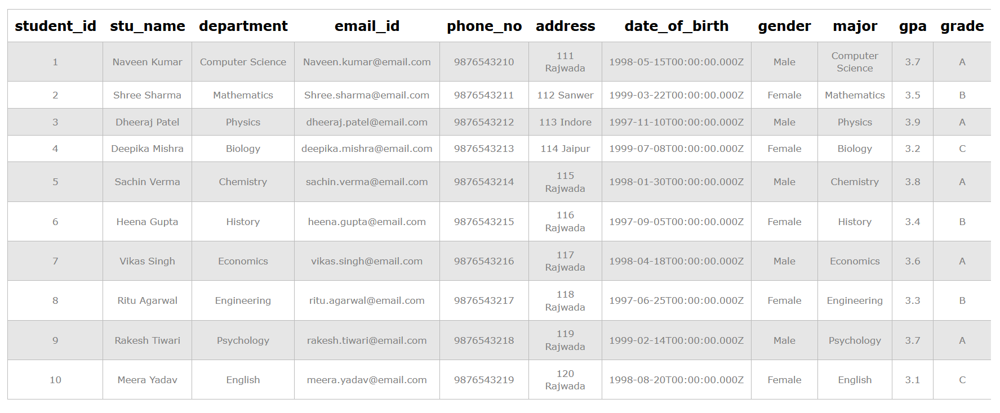 student_id stu_name department email_id phone_no address date_of_birth gender major gpa grade
1 Naveen Kumar Computer Science Naveen.kumar@email.com 9876543210 111 Rajwada 1998-05-15T00:00:00.000Z Male Computer Science 3.7 A
2 Shree Sharma Mathematics Shree.sharma@email.com 9876543211 112 Sanwer 1999-03-22T00:00:00.000Z Female Mathematics 3.5 B
3 Dheeraj Patel Physics dheeraj.patel@email.com 9876543212 113 Indore 1997-11-10T00:00:00.000Z Male Physics 3.9 A
4 Deepika Mishra Biology deepika.mishra@email.com 9876543213 114 Jaipur 1999-07-08T00:00:00.000Z Female Biology 3.2 C
5 Sachin Verma Chemistry sachin.verma@email.com 9876543214 115 Rajwada 1998-01-30T00:00:00.000Z Male Chemistry 3.8 A
6 Heena Gupta History heena.gupta@email.com 9876543215 116 Rajwada 1997-09-05T00:00:00.000Z Female History 3.4 B
7 Vikas Singh Economics vikas.singh@email.com 9876543216 117 Rajwada 1998-04-18T00:00:00.000Z Male Economics 3.6 A
8 Ritu Agarwal Engineering ritu.agarwal@email.com 9876543217 118 Rajwada 1997-06-25T00:00:00.000Z Female Engineering 3.3 B
9 Rakesh Tiwari Psychology rakesh.tiwari@email.com 9876543218 119 Rajwada 1999-02-14T00:00:00.000Z Male Psychology 3.7 A
10 Meera Yadav English meera.yadav@email.com 9876543219 120 Rajwada 1998-08-20T00:00:00.000Z Female English 3.1 C